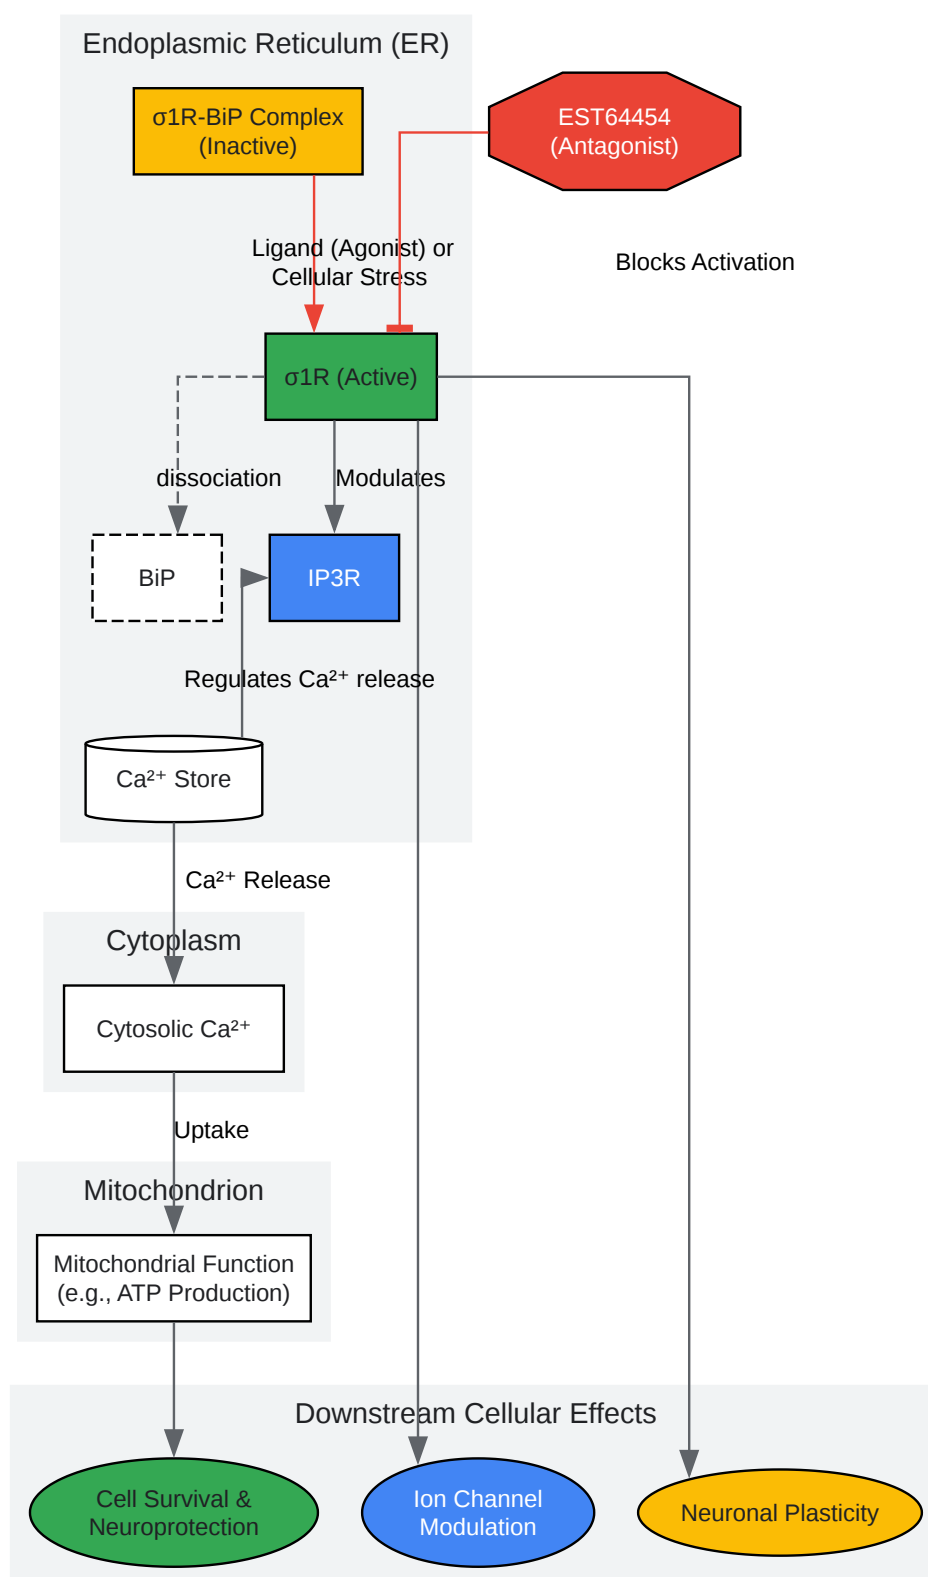 Endoplasmic Reticulum (ER)
σ1R-BiP Complex
(Inactive)
EST64454
(Antagonist)
Ligand (Agonist) or
Cellular Stress
Blocks Activation
σ1R (Active)
dissociation
Modulates
BiP
IP3R
Regulates Ca²⁺ release
Ca²⁺ Store
Ca²⁺ Release
Cytoplasm
Cytosolic Ca²⁺
Uptake
Mitochondrion
Mitochondrial Function
(e.g., ATP Production)
Downstream Cellular Effects
Cell Survival &
Neuroprotection
Ion Channel
Modulation
Neuronal Plasticity